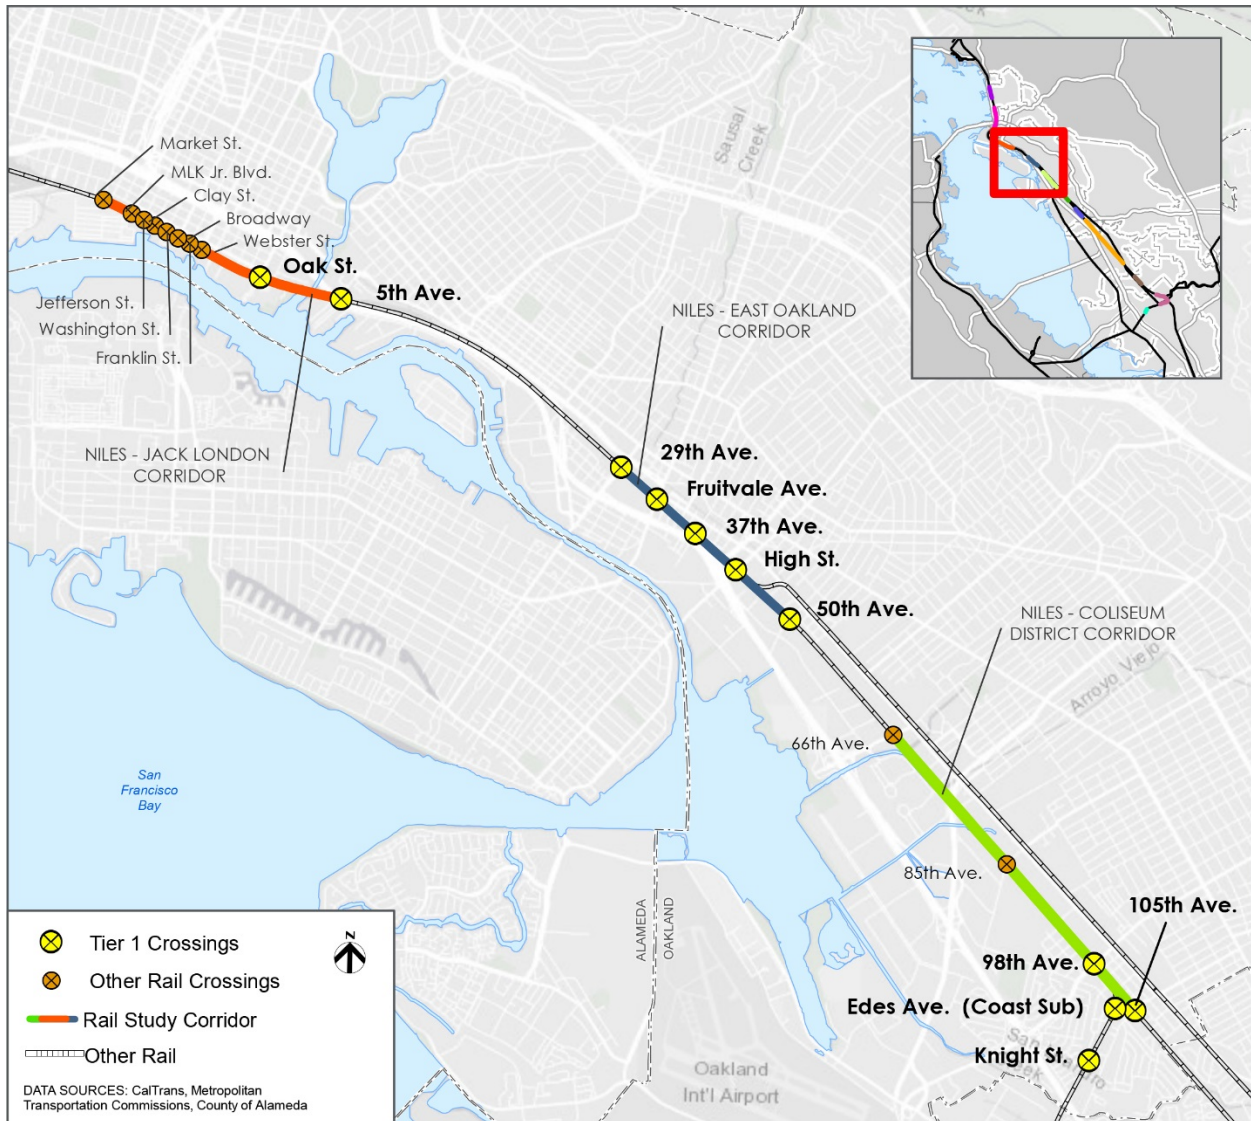 Market St.
MLK Jr. Blvd.
Clay St.
Broadway
Webster St.
Oak St.
5th Ave.
Jefferson St.
Washington St.
Franklin St.
NILES - JACK LONDON
CORRIDOR
Sausal
Creek
NILES - EAST OAKLAND
CORRIDOR
29th Ave.
Fruitvale Ave.
37th Ave.
High St.
50th Ave.
NILES - COLISEUM
DISTRICT CORRIDOR
Arroyo Viejo
66th Ave.
85th Ave.
105th Ave.
98th Ave.
Edes Ave. (Coast Sub)
Knight St.
San
Francisco
Bay
ALAMEDA
OAKLAND
Oakland
Int'l Airport
Creek
Tier 1 Crossings
Other Rail Crossings
Rail Study Corridor
Other Rail
N
DATA SOURCES: CalTrans, Metropolitan
Transportation Commissions, County of Alameda